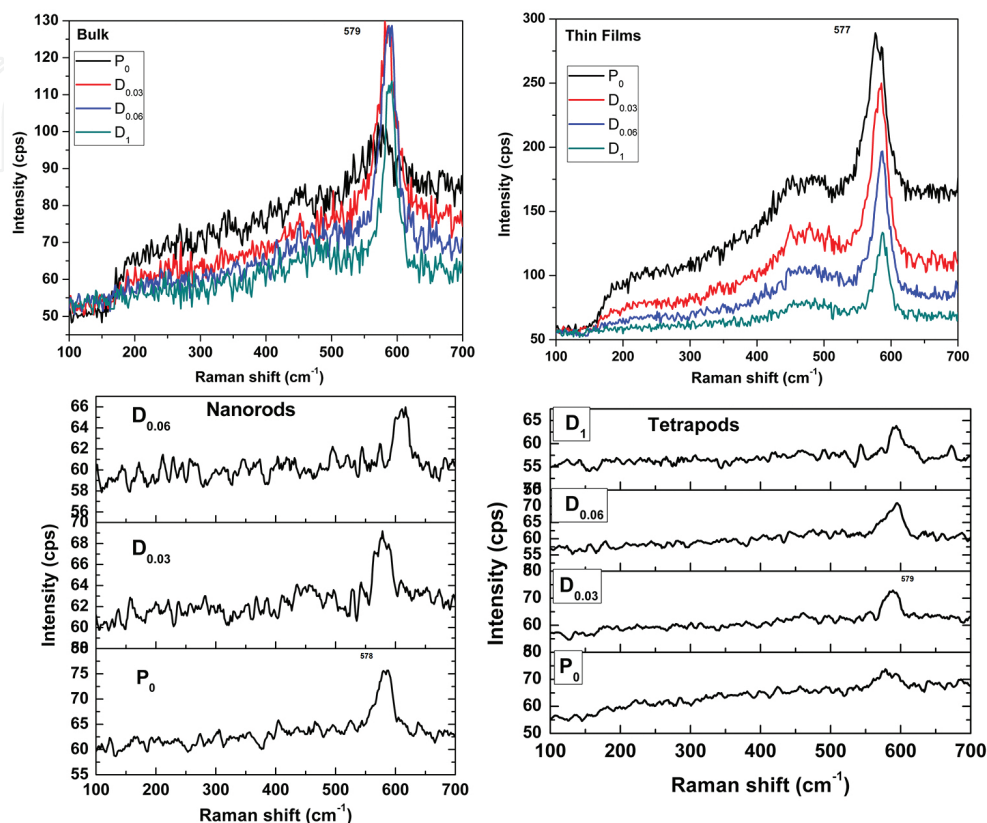 Bulk
579
P0
D0.03
D0.06
D1
130
120
110
100
90
80
70
60
50
Intensity (cps)
100 200 300 400 500 600 700
Raman shift (cm-1)
Thin Films
577
P0
D0.03
D0.06
D1
300
250
200
150
100
50
Intensity (cps)
100 200 300 400 500 600 700
Raman shift (cm-1)
Nanorods
D0.06
66
64
62
60
58
56
70
D0.03
68
66
64
62
60
80
578
P0
75
70
65
60
55
Intensity (cps)
100 200 300 400 500 600 700
Raman shift (cm-1)
Tetrapods
D1
65
60
55
D0.06
70
65
60
55
80
D0.03
579
70
60
80
P0
70
60
50
Intensity (cps)
100 200 300 400 500 600 700
Raman shift (cm-1)